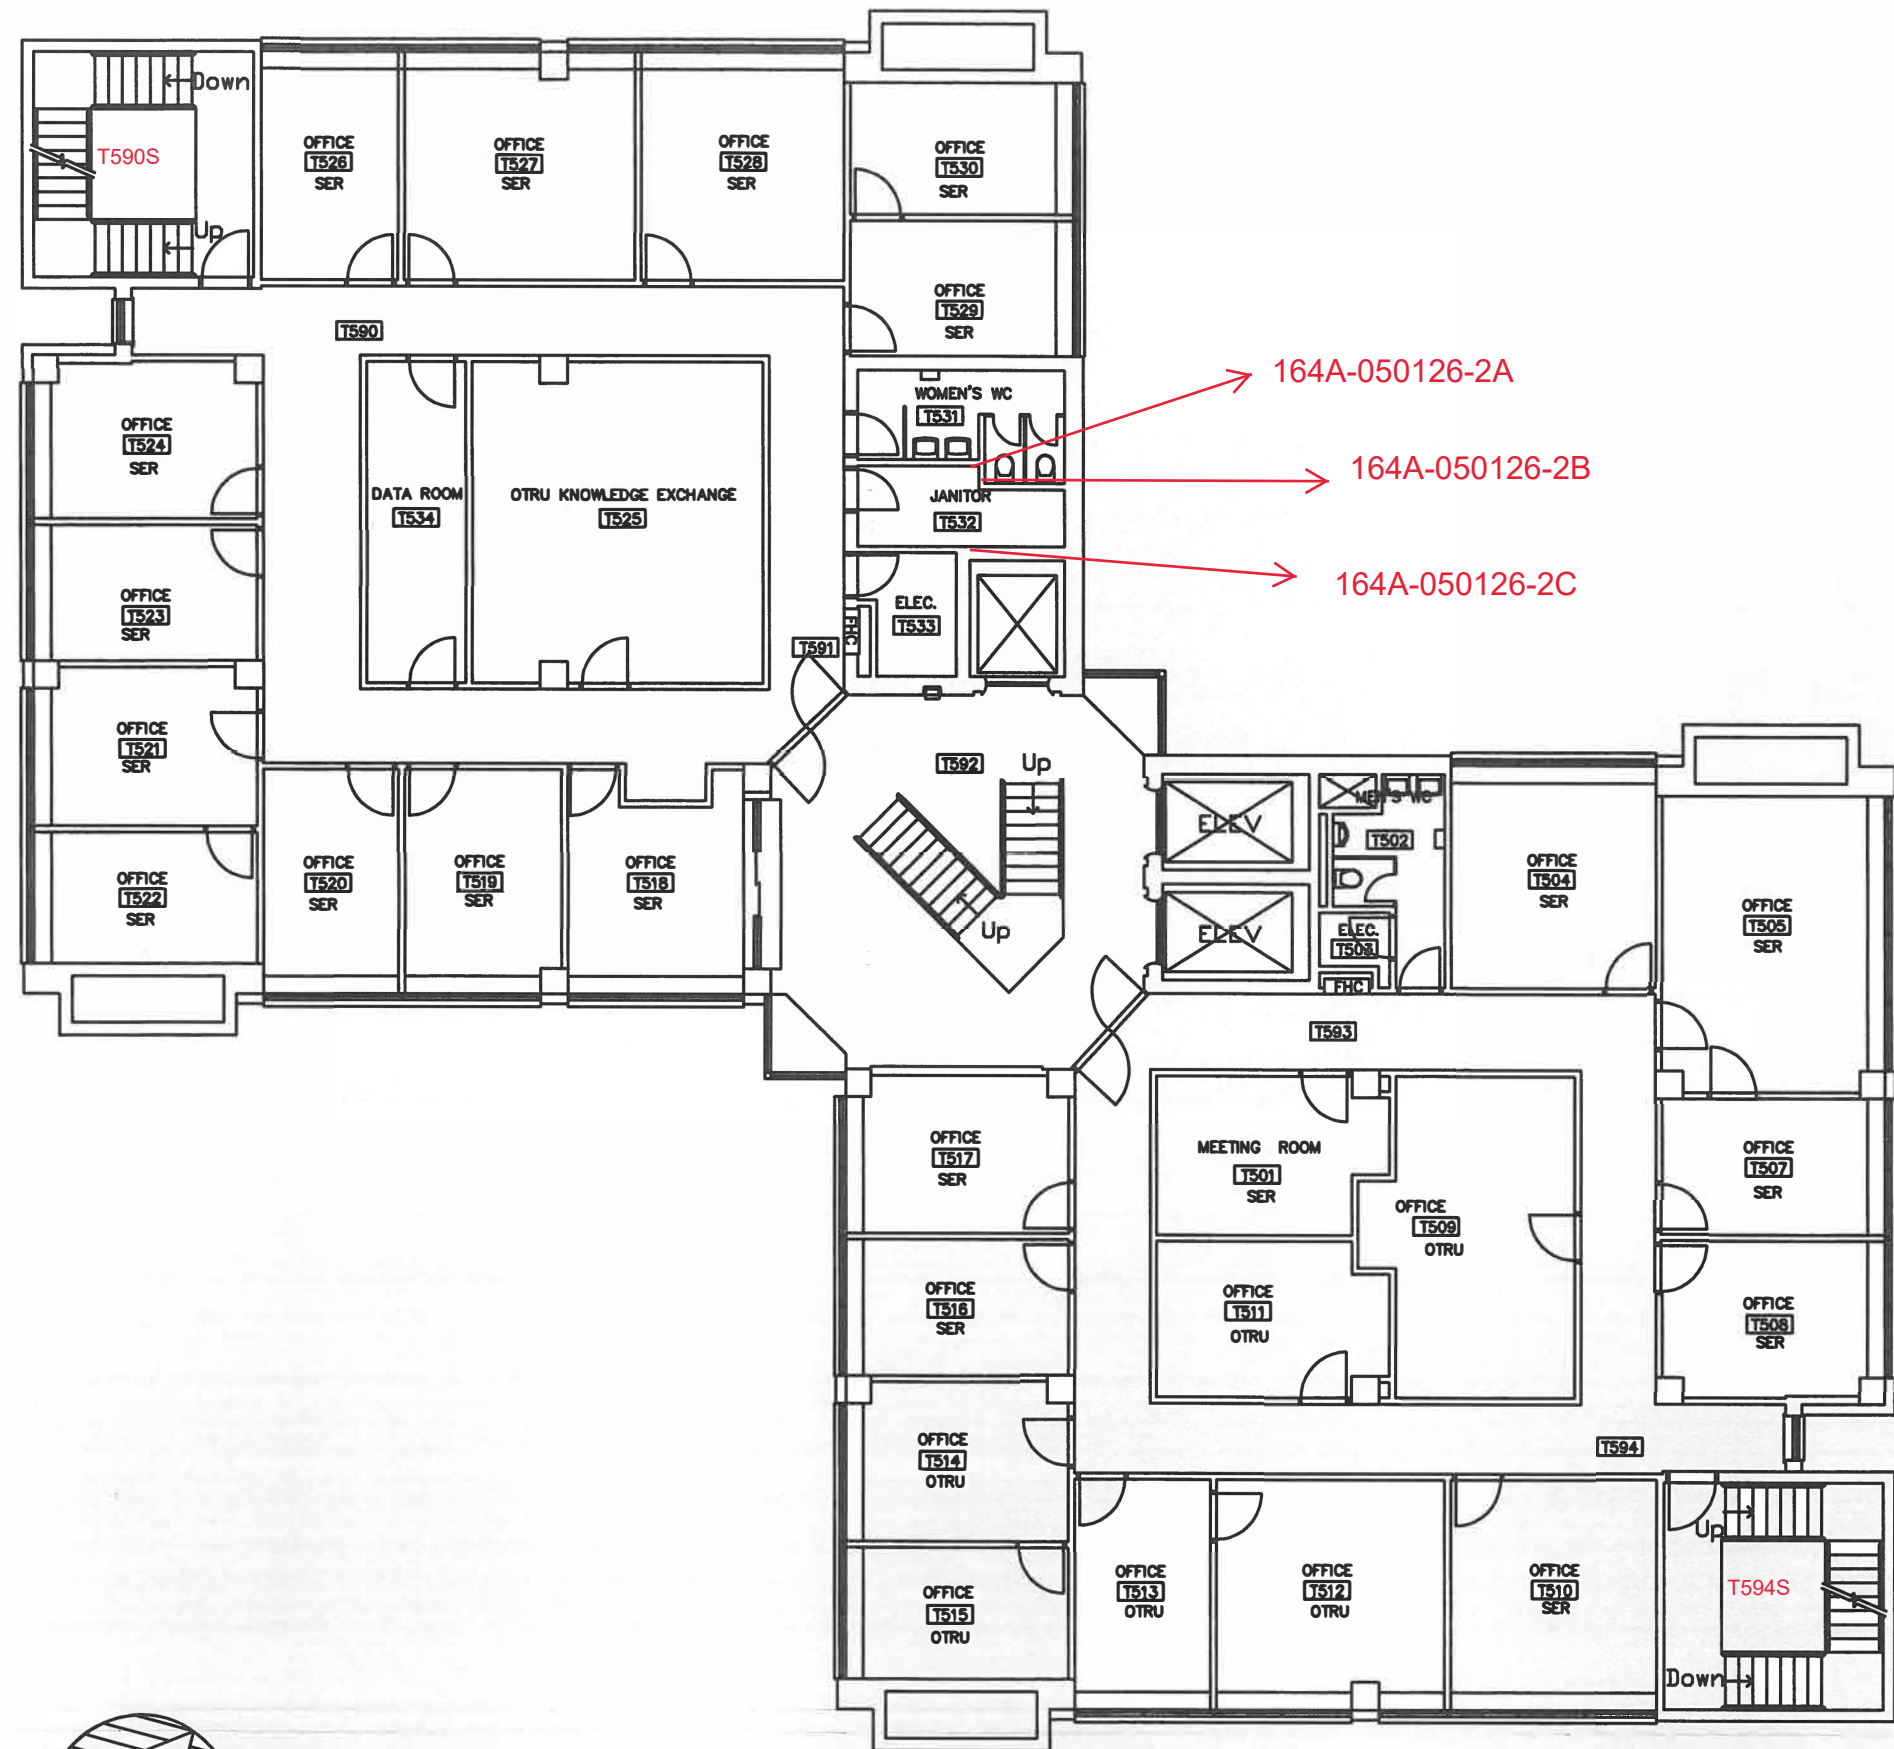 Down
T590S
Up
OFFICE
T526
SER
OFFICE
T527
SER
OFFICE
T528
SER
OFFICE
T530
SER
OFFICE
T529
SER
T590
164A-050126-2A
WOMEN'S WC
T531
164A-050126-2B
JANITOR
T532
164A-050126-2C
OFFICE
T524
SER
DATA ROOM
T534
OTRU KNOWLEDGE EXCHANGE
T525
OFFICE
T523
SER
ELEC.
T533
FHC
T591
OFFICE
T521
SER
T592
Up
Up
ELEV
ELEV
MEN'S WC
T502
ELEC.
T503
FHC
OFFICE
T504
SER
OFFICE
T505
SER
OFFICE
T522
SER
OFFICE
T520
SER
OFFICE
T519
SER
OFFICE
T518
SER
T593
OFFICE
T517
SER
MEETING ROOM
T501
SER
OFFICE
T509
OTRU
OFFICE
T507
SER
OFFICE
T516
SER
OFFICE
T511
OTRU
OFFICE
T508
SER
OFFICE
T514
OTRU
T594
OFFICE
T515
OTRU
OFFICE
T513
OTRU
OFFICE
T512
OTRU
OFFICE
T510
SER
Up
T594S
Down